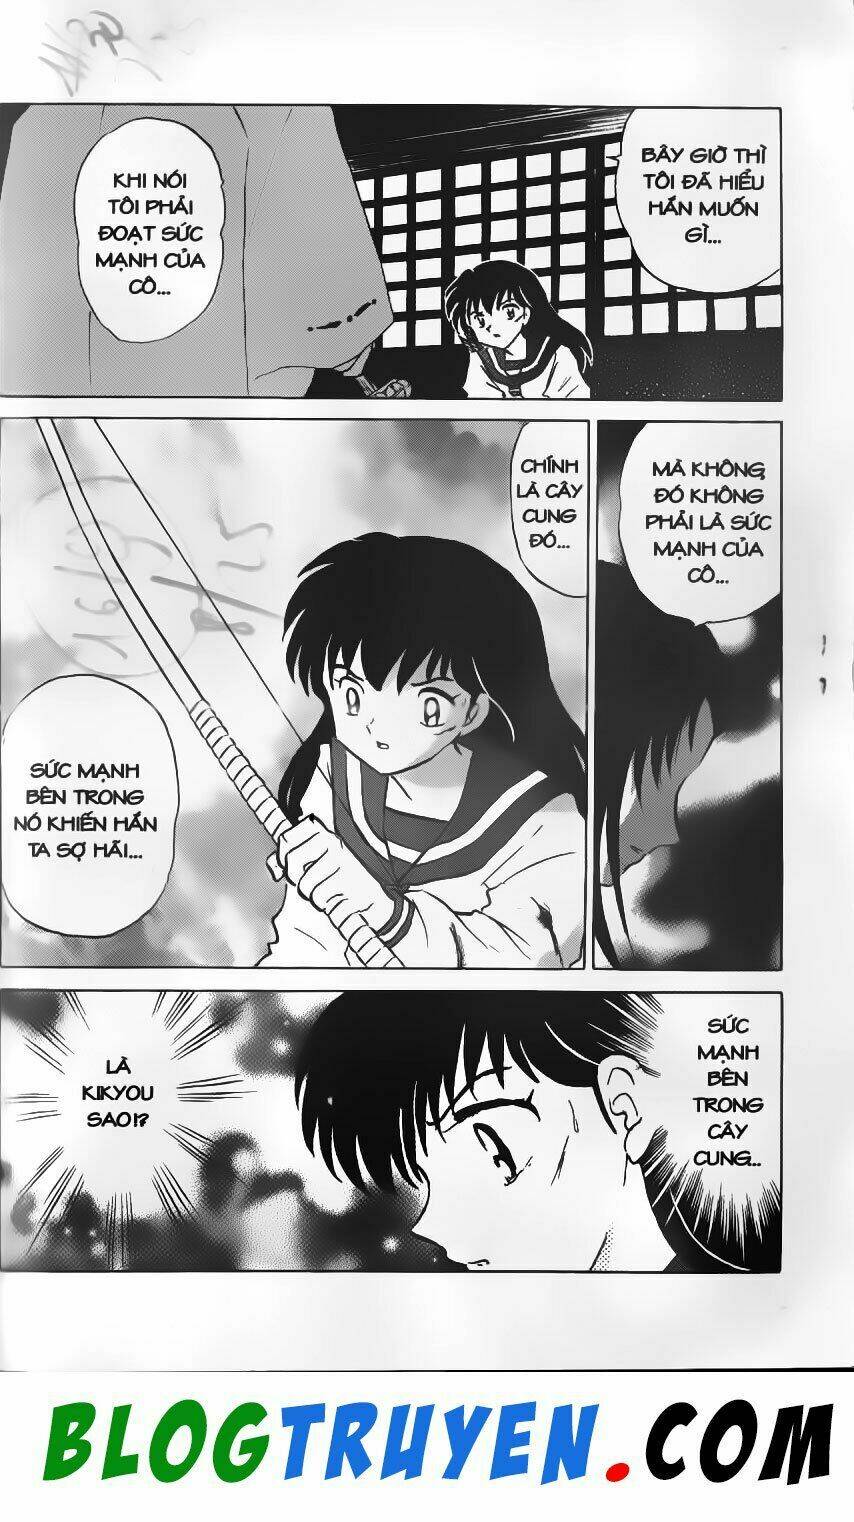 BÂY GIỜ THÌ
TÔI ĐÃ HIỂU
HẮN MUỐN
GÌ...
KHI NÓI
TÔI PHẢI
ĐOẠT SỨC
MẠNH CỦA
CÔ...
MÀ KHÔNG,
ĐÓ KHÔNG
PHẢI LÀ SỨC
MẠNH CỦA
CÔ...
CHÍNH
LÀ CÂY
CUNG
ĐÓ...
SỨC MẠNH
BÊN TRONG
NÓ KHIẾN HẮN
TA SỢ HÃI...
SỨC
MẠNH
BÊN
TRONG
CÂY
CUNG...
LÀ
KIKYOU
SAO!?
BLOGTRUYEN.COM